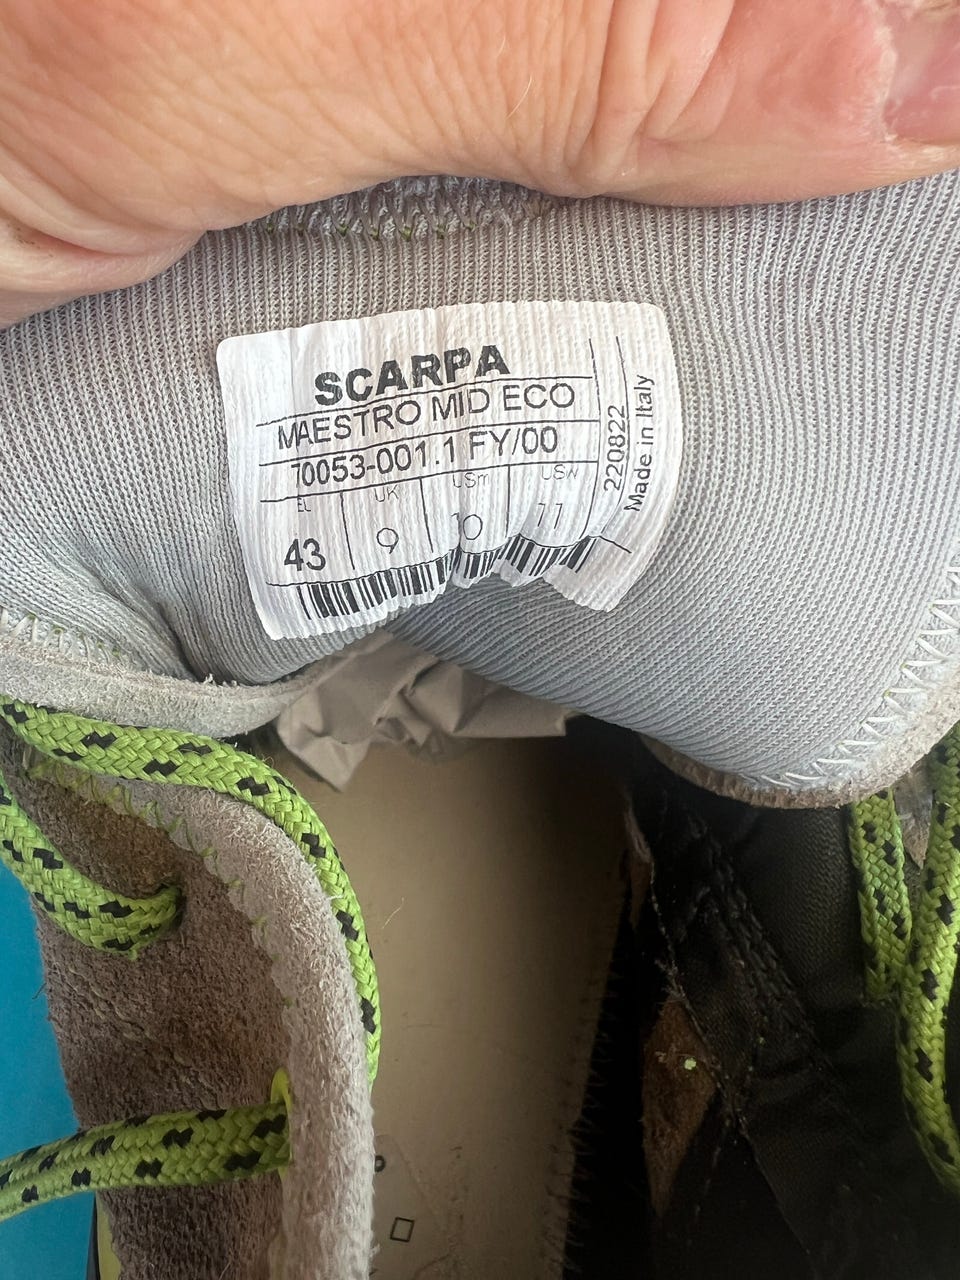 SCARPA
MAESTRO MID ECO
70053-001.1 FY/00
EU UK USm USw
43 9 10 11
220822
Made in Italy